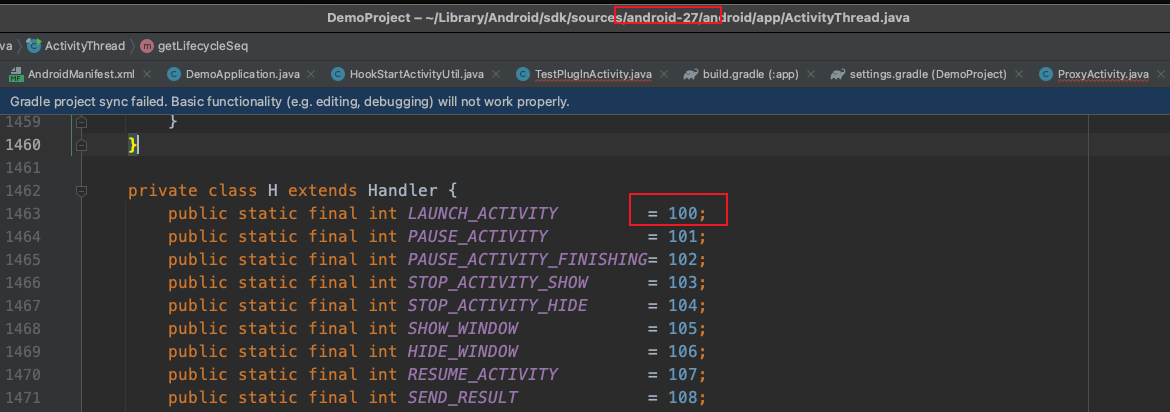 DemoProject – ~/Library/Android/sdk/sources/android-27/android/app/ActivityThread.java
va ActivityThread m getLifecycleSeq
MF AndroidManifest.xml C DemoApplication.java C HookStartActivityUtil.java C TestPlugInActivity.java build.gradle (:app) settings.gradle (DemoProject) C ProxyActivity.java
Gradle project sync failed. Basic functionality (e.g. editing, debugging) will not work properly.
1459 }
1460 }
1461
1462 private class H extends Handler {
1463 public static final int LAUNCH_ACTIVITY = 100;
1464 public static final int PAUSE_ACTIVITY = 101;
1465 public static final int PAUSE_ACTIVITY_FINISHING= 102;
1466 public static final int STOP_ACTIVITY_SHOW = 103;
1467 public static final int STOP_ACTIVITY_HIDE = 104;
1468 public static final int SHOW_WINDOW = 105;
1469 public static final int HIDE_WINDOW = 106;
1470 public static final int RESUME_ACTIVITY = 107;
1471 public static final int SEND_RESULT = 108;